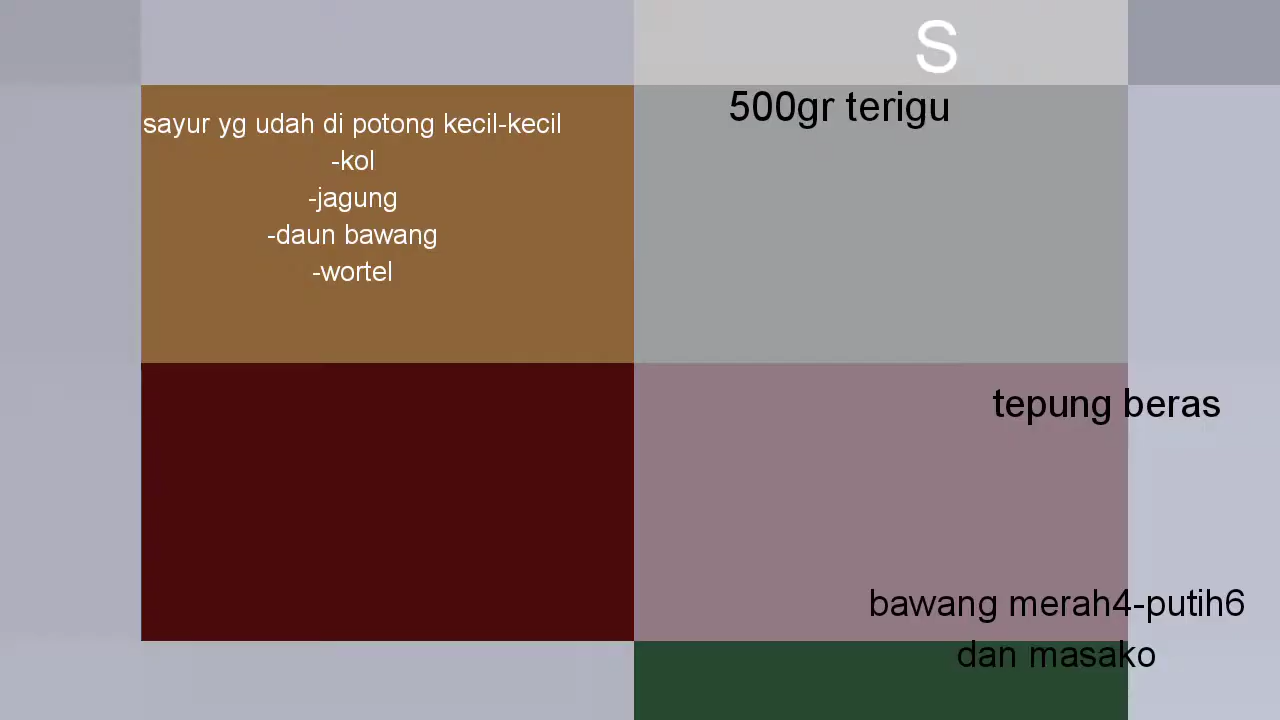 S
500gr terigu
sayur yg udah di potong kecil-kecil
-kol
-jagung
-daun bawang
-wortel
tepung beras
bawang merah4-putih6
dan masako